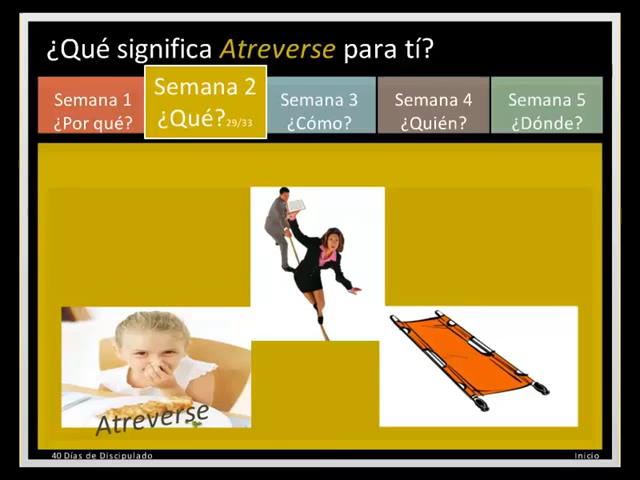 ¿Qué significa Atreverse para tí?
Semana 1
¿Por qué?
Semana 2
¿Qué?29/33
Semana 3
¿Cómo?
Semana 4
¿Quién?
Semana 5
¿Dónde?
Atreverse
40 Días de Discipulado
Inicio